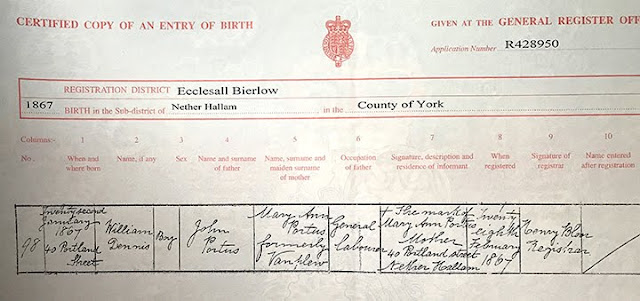 CERTIFIED COPY OF AN ENTRY OF BIRTH
GIVEN AT THE GENERAL REGISTER OFF
Application Number R428950
REGISTRATION DISTRICT Ecclesall Bierlow
1867 BIRTH in the Sub-district of Nether Hallam in the County of York
Columns:- 1 2 3 4 5 6 7 8 9 10
No. When and where born Name, if any Sex Name and surname of father Name, surname and maiden surname of mother Occupation of father Signature, description and residence of informant When registered Signature of registrar Name entered after registration
98
Twenty second
January
1867
40 Portland
Street
William
Dennis
Boy
John
Portus
Mary Ann
Portus
formerly
Vanplew
General
Labourer
+ The mark of
Mary Ann Portus
Mother
40 Portland street
Nether Hallam
Twenty
eighth
February
1867
Henry Bloor
Registrar